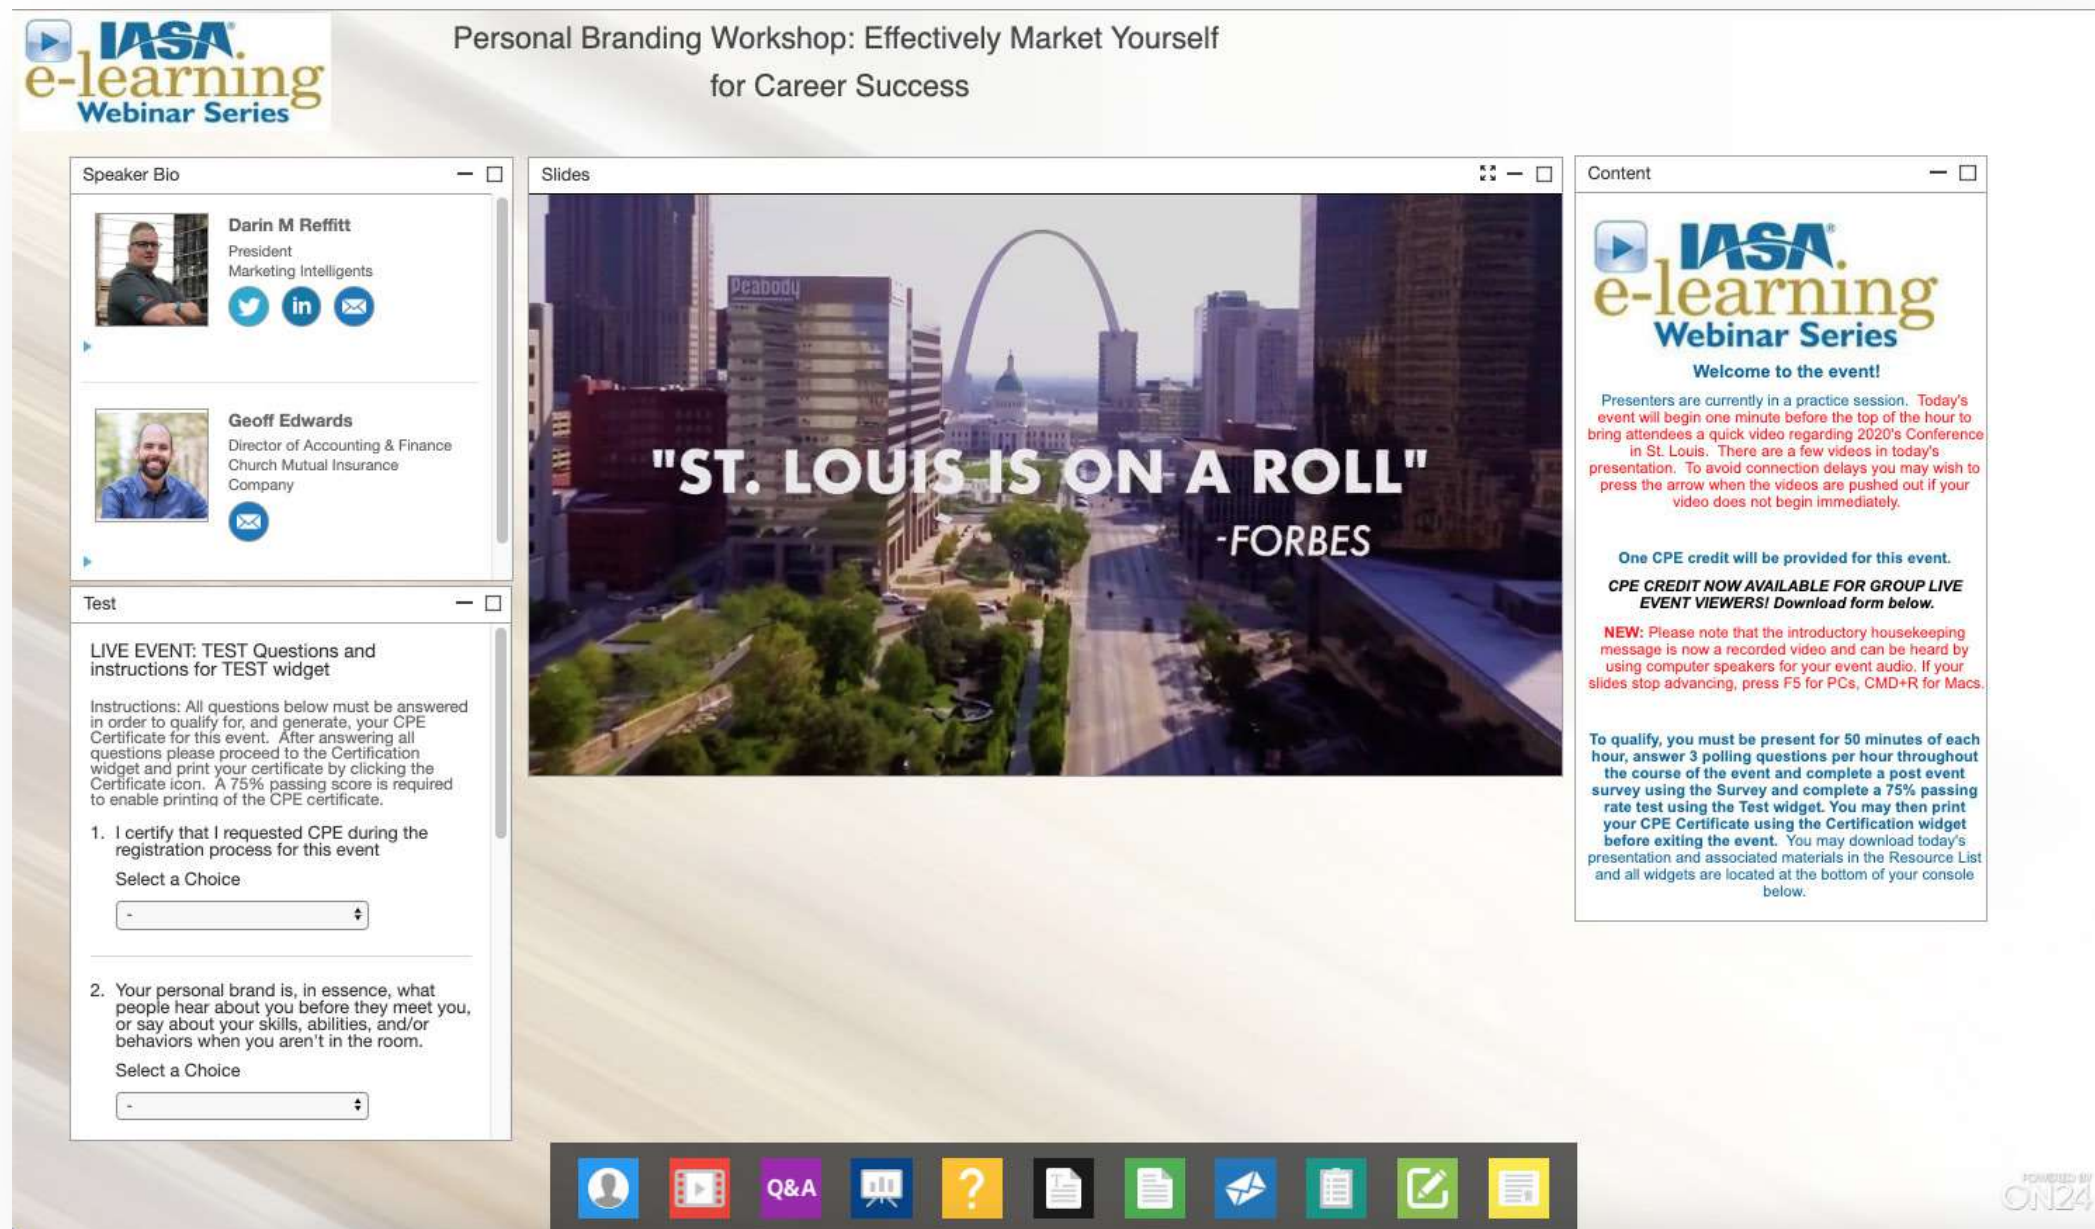 IASA®
e-learning
Webinar Series
Personal Branding Workshop: Effectively Market Yourself
for Career Success
Speaker Bio
Darin M Reffitt
President
Marketing Intelligents
in
Geoff Edwards
Director of Accounting & Finance
Church Mutual Insurance
Company
Test
LIVE EVENT: TEST Questions and
instructions for TEST widget
Instructions: All questions below must be answered
in order to qualify for, and generate, your CPE
Certificate for this event. After answering all
questions please proceed to the Certification
widget and print your certificate by clicking the
Certificate icon. A 75% passing score is required
to enable printing of the CPE certificate.
1. I certify that I requested CPE during the
registration process for this event
Select a Choice
-
2. Your personal brand is, in essence, what
people hear about you before they meet you,
or say about your skills, abilities, and/or
behaviors when you aren't in the room.
Select a Choice
-
Slides
Peabody
"ST. LOUIS IS ON A ROLL"
-FORBES
Content
IASA®
e-learning
Webinar Series
Welcome to the event!
Presenters are currently in a practice session. Today's
event will begin one minute before the top of the hour to
bring attendees a quick video regarding 2020's Conference
in St. Louis. There are a few videos in today's
presentation. To avoid connection delays you may wish to
press the arrow when the videos are pushed out if your
video does not begin immediately.
One CPE credit will be provided for this event.
CPE CREDIT NOW AVAILABLE FOR GROUP LIVE
EVENT VIEWERS! Download form below.
NEW: Please note that the introductory housekeeping
message is now a recorded video and can be heard by
using computer speakers for your event audio. If your
slides stop advancing, press F5 for PCs, CMD+R for Macs.
To qualify, you must be present for 50 minutes of each
hour, answer 3 polling questions per hour throughout
the course of the event and complete a post event
survey using the Survey and complete a 75% passing
rate test using the Test widget. You may then print
your CPE Certificate using the Certification widget
before exiting the event. You may download today's
presentation and associated materials in the Resource List
and all widgets are located at the bottom of your console
below.
Q&A
?
POWERED BY
ON24